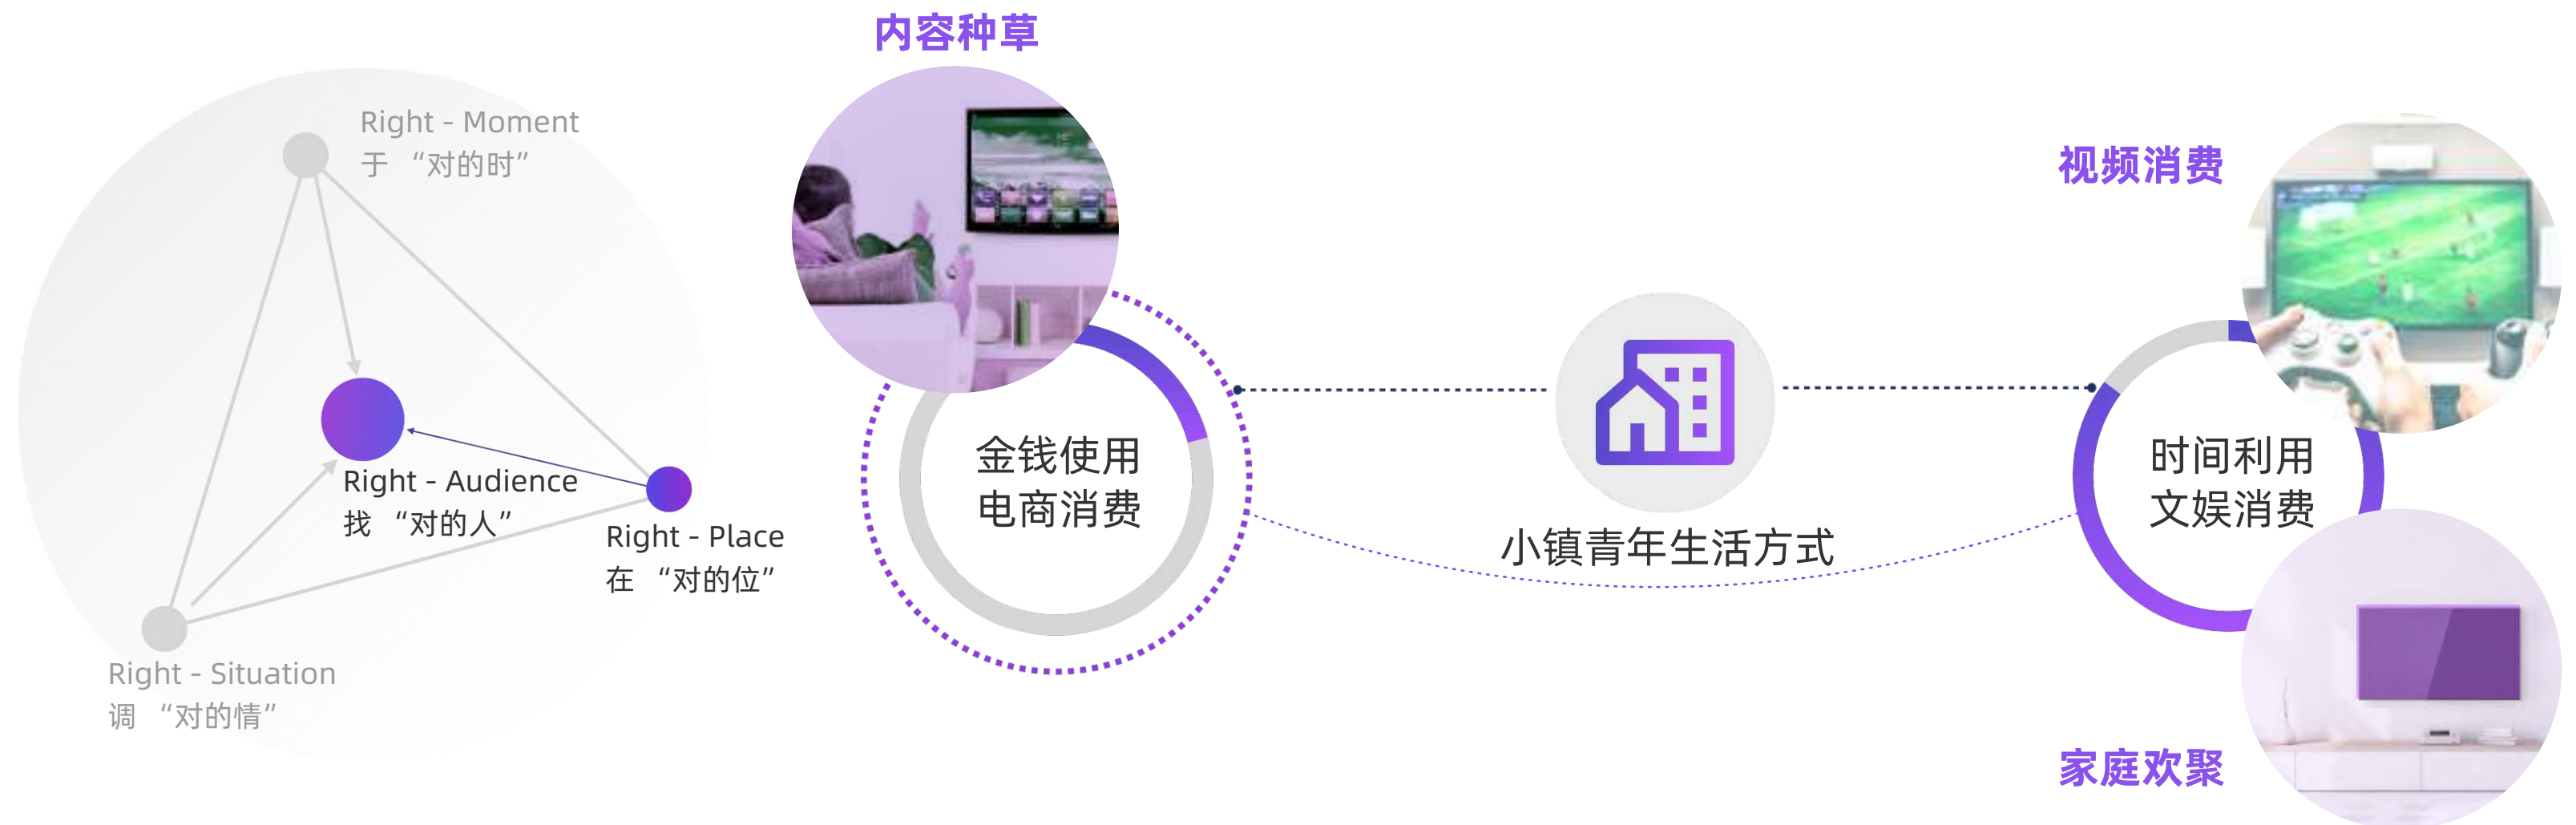 内容种草
Right - Moment
于 “对的时”
视频消费
金钱使用
电商消费
时间利用
文娱消费
Right - Audience
找 “对的人”
Right - Place
在 “对的位”
小镇青年生活方式
Right - Situation
调 “对的情”
家庭欢聚